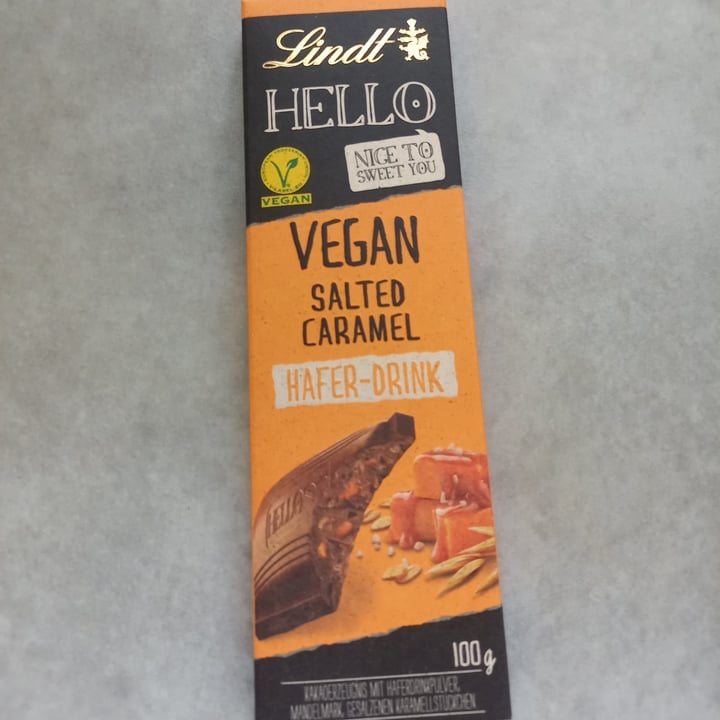 Lindt
HELLO
NICE TO
SWEET YOU
VEGAN
VEGAN
SALTED
CARAMEL
HAFER-DRINK
HELLO
100g
KAKAOERZEUGNIS MIT HAFERDRINKPULVER,
MANDELMARK, GESALZENEN KARAMELLSTÜCKCHEN